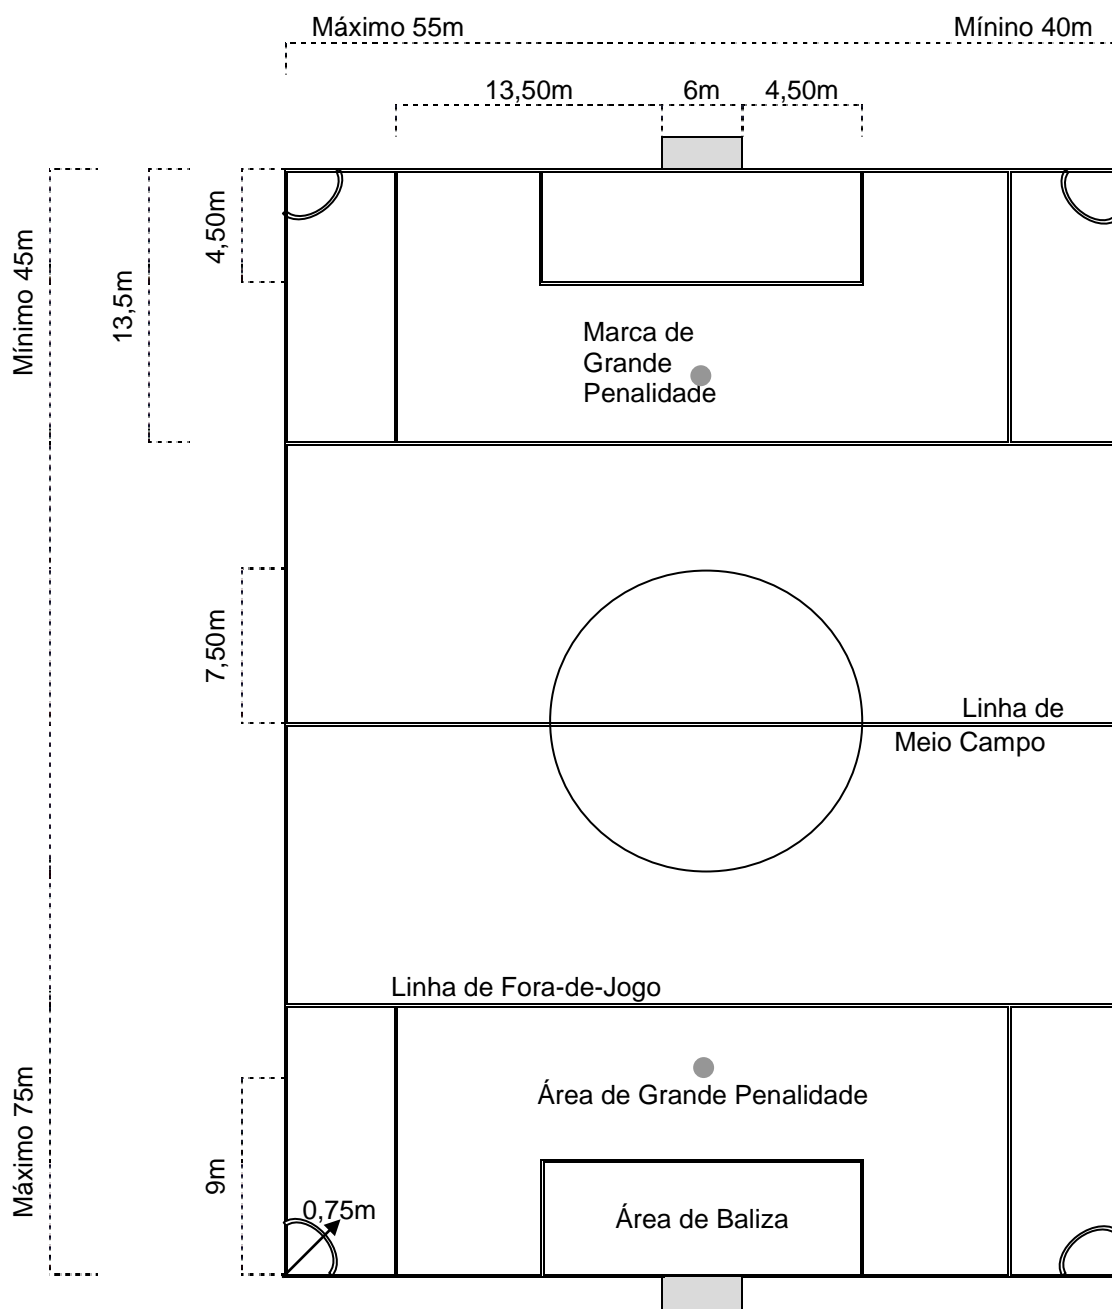 Máximo 55m
Mínino 40m
13,50m
6m
4,50m
4,50m
Mínimo 45m
13,5m
Marca de
Grande
Penalidade
7,50m
Linha de
Meio Campo
Linha de Fora-de-Jogo
Máximo 75m
Área de Grande Penalidade
9m
0,75m
Área de Baliza